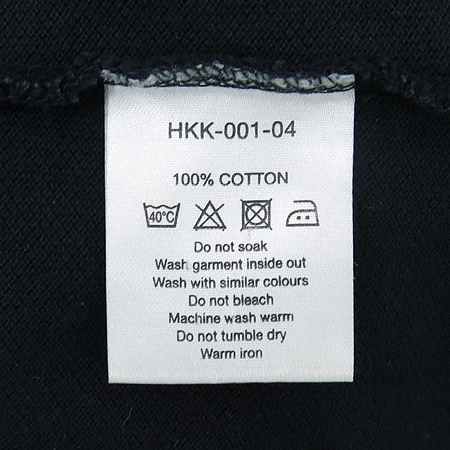 HKK-001-04
100% COTTON
40°C
Do not soak
Wash garment inside out
Wash with similar colours
Do not bleach
Machine wash warm
Do not tumble dry
Warm iron